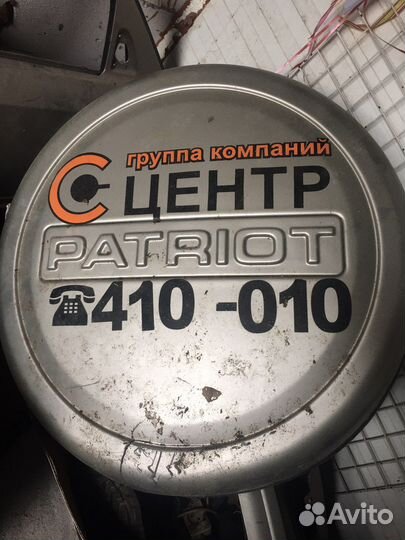 группа компаний
С ЦЕНТР
PATRIOT
☎410-010
Avito